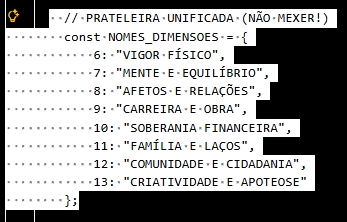 // PRATELEIRA UNIFICADA (NÃO MEXER!)
const NOMES_DIMENSOES = {
6: "VIGOR FÍSICO",
7: "MENTE E EQUILÍBRIO",
8: "AFETOS E RELAÇÕES",
9: "CARREIRA E OBRA",
10: "SOBERANIA FINANCEIRA",
11: "FAMÍLIA E LAÇOS",
12: "COMUNIDADE E CIDADANIA",
13: "CRIATIVIDADE E APOTEOSE"
};